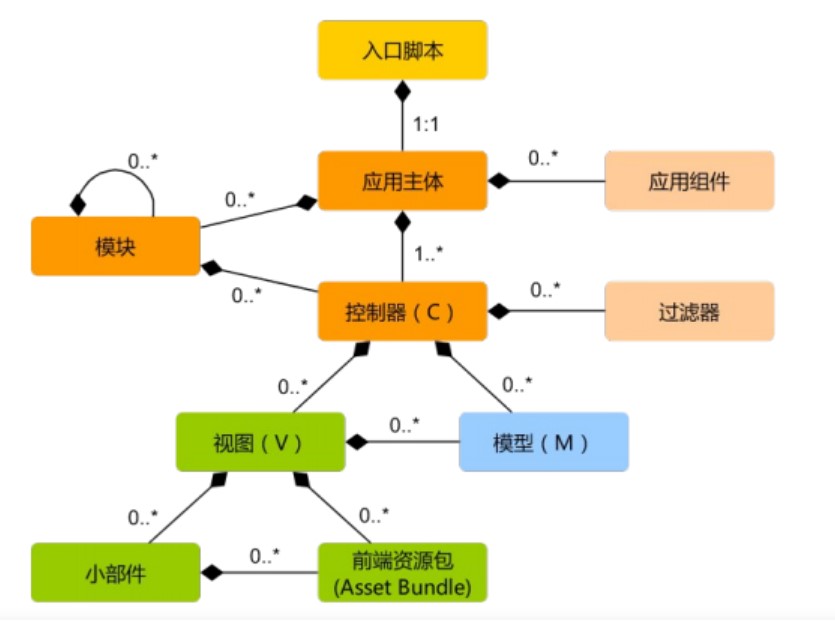 入口脚本
1:1
0..*
应用主体
0..*
应用组件
0..*
模块
1..*
0..*
控制器（C）
0..*
过滤器
0..*
0..*
视图（V）
0..*
模型（M）
0..*
0..*
小部件
0..*
前端资源包
(Asset Bundle)